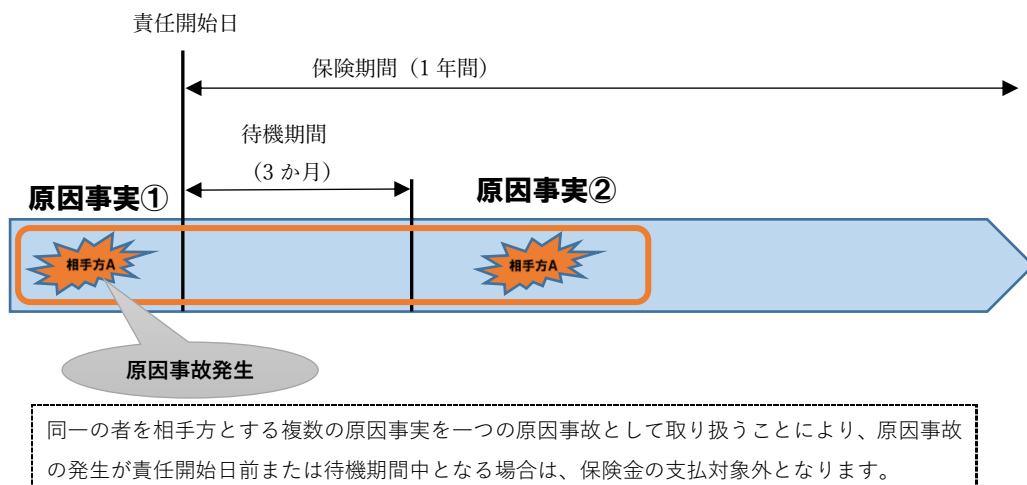 責任開始日
保険期間（1 年間）
待機期間
（3 か月）
原因事実①
原因事実②
相手方A
相手方A
原因事故発生
同一の者を相手方とする複数の原因事実を一つの原因事故として取り扱うことにより、原因事故
の発生が責任開始日前または待機期間中となる場合は、保険金の支払対象外となります。